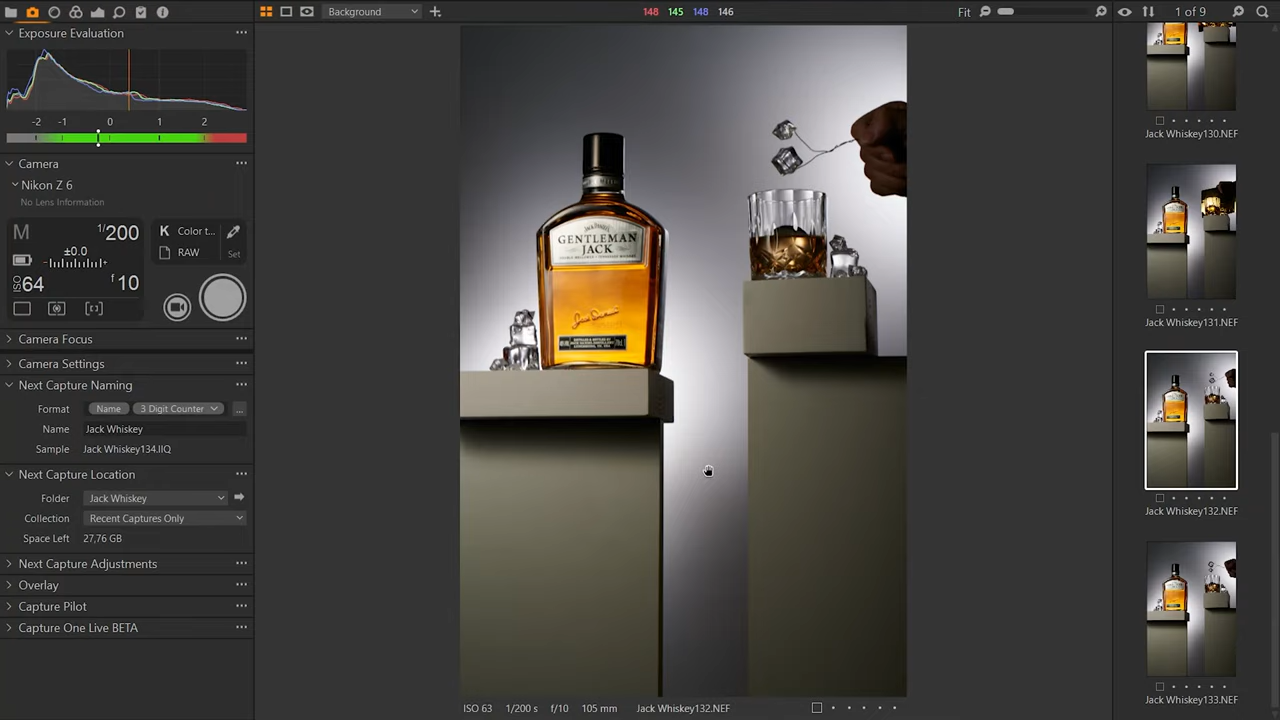 Background
148 145 148 146
Fit
1 of 9
Exposure Evaluation
-2 -1 0 1 2
Camera
Nikon Z 6
No Lens Information
M 1/200
±0.0
ISO 64 f 10
K Color t...
RAW
Set
Camera Focus
Camera Settings
Next Capture Naming
Format Name 3 Digit Counter ...
Name Jack Whiskey
Sample Jack Whiskey134.IIQ
Next Capture Location
Folder Jack Whiskey
Collection Recent Captures Only
Space Left 27,76 GB
Next Capture Adjustments
Overlay
Capture Pilot
Capture One Live BETA
JACK DANIEL'S
GENTLEMAN
JACK
ISO 63 1/200 s f/10 105 mm Jack Whiskey132.NEF
Jack Whiskey130.NEF
Jack Whiskey131.NEF
Jack Whiskey132.NEF
Jack Whiskey133.NEF